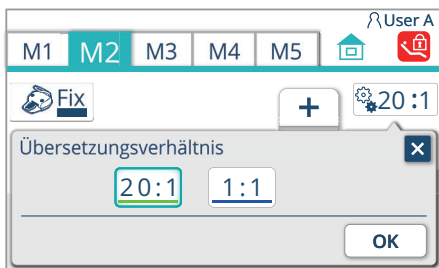 User A
M1 M2 M3 M4 M5
Fix + 20:1
Übersetzungsverhältnis
20:1 1:1
OK